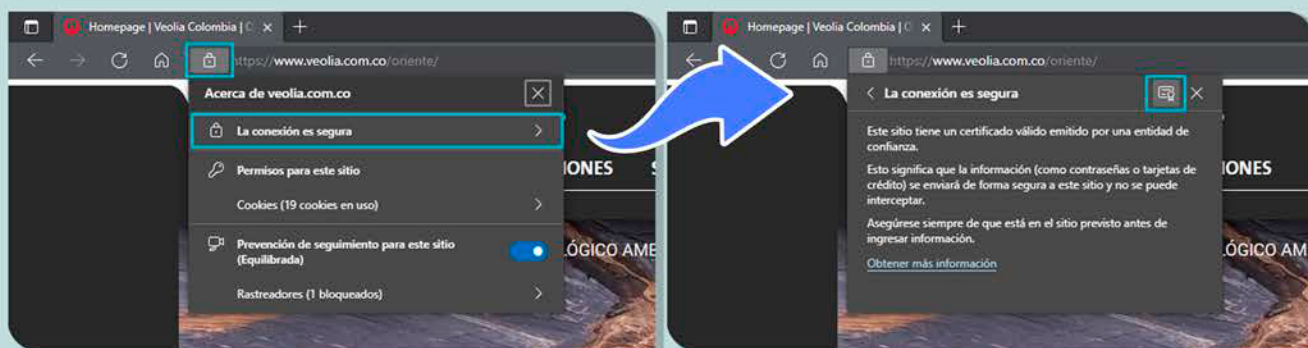 Homepage | Veolia Colombia |
https://www.veolia.com.co/oriente/
Acerca de veolia.com.co
La conexión es segura
Permisos para este sitio
Cookies (19 cookies en uso)
Prevención de seguimiento para este sitio
(Equilibrada)
Rastreadores (1 bloqueados)
IONES
ÓGICO AME
Homepage | Veolia Colombia |
https://www.veolia.com.co/oriente/
La conexión es segura
Este sitio tiene un certificado válido emitido por una entidad de
confianza.
Esto significa que la información (como contraseñas o tarjetas de
crédito) se enviará de forma segura a este sitio y no se puede
interceptar.
Asegúrese siempre de que está en el sitio previsto antes de
ingresar información.
Obtener más información
IONES
ÓGICO AM